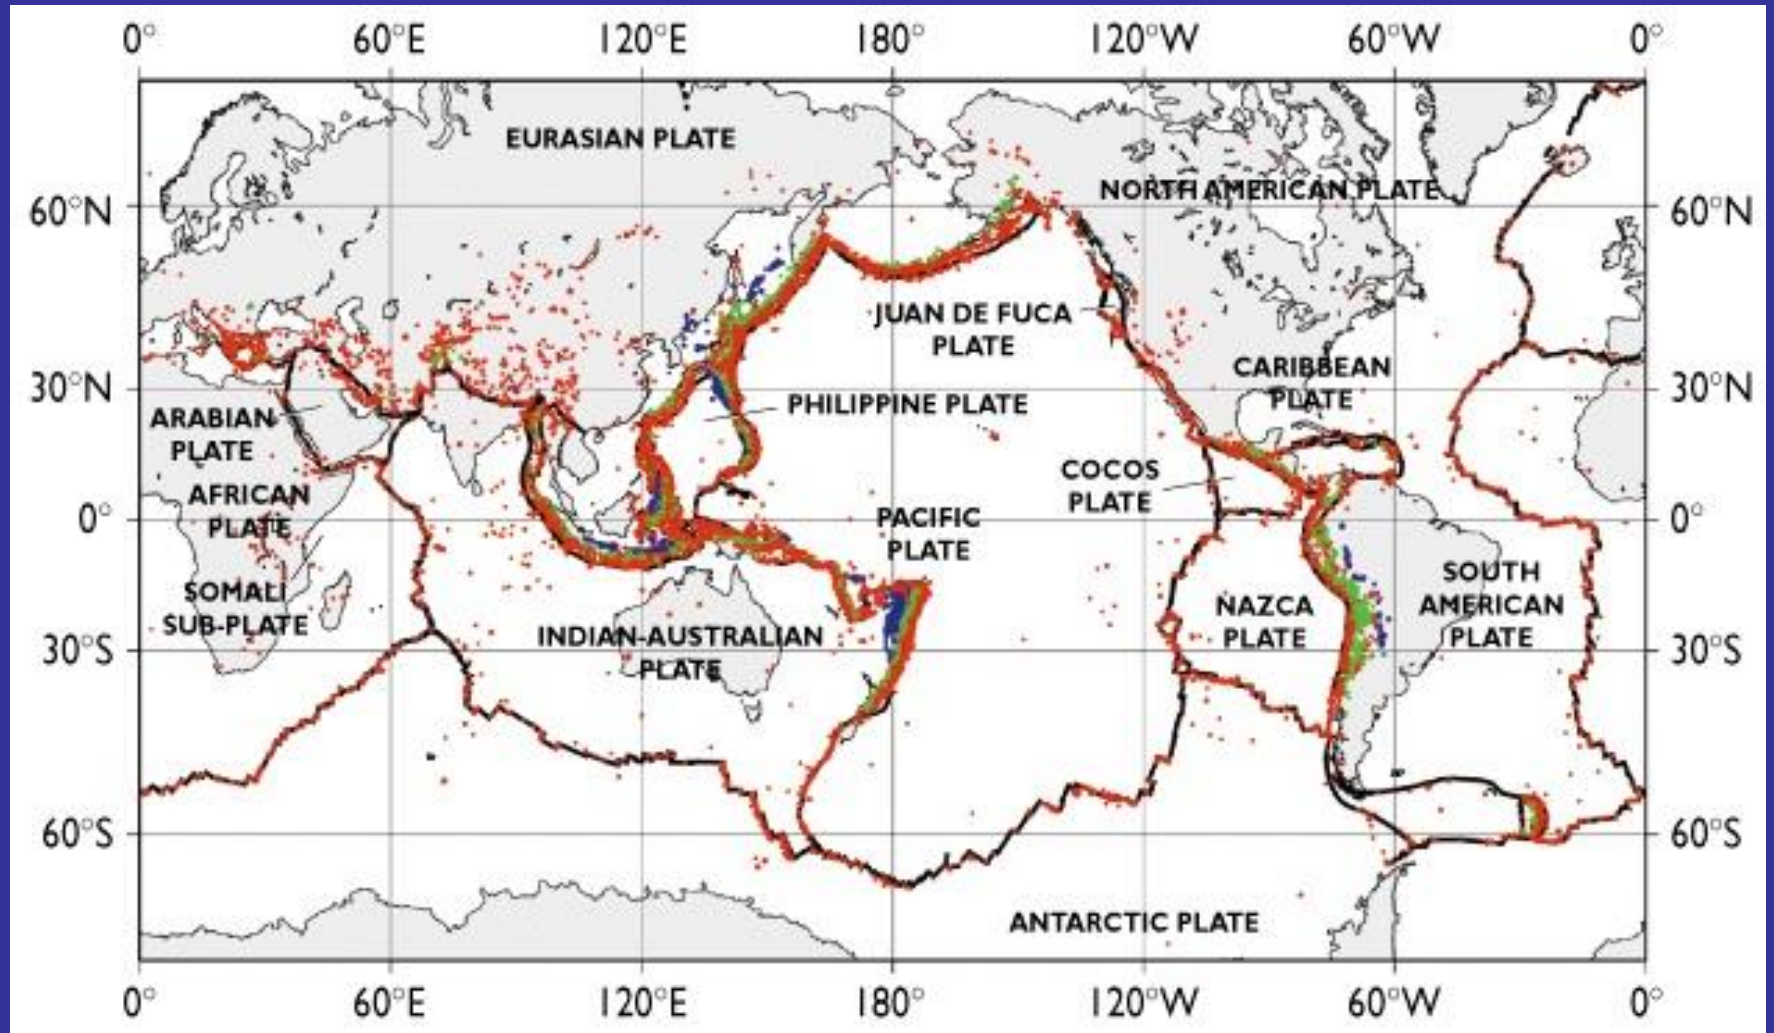 0° 60°E 120°E 180° 120°W 60°W 0°
EURASIAN PLATE
NORTH AMERICAN PLATE
60°N 60°N
JUAN DE FUCA
PLATE
CARIBBEAN
PLATE
30°N 30°N
PHILIPPINE PLATE
ARABIAN
PLATE
COCOS
PLATE
AFRICAN
PLATE
0° 0°
PACIFIC
PLATE
SOMALI
SUB-PLATE
INDIAN-AUSTRALIAN
PLATE
NAZCA
PLATE
SOUTH
AMERICAN
PLATE
30°S 30°S
60°S 60°S
ANTARCTIC PLATE
0° 60°E 120°E 180° 120°W 60°W 0°